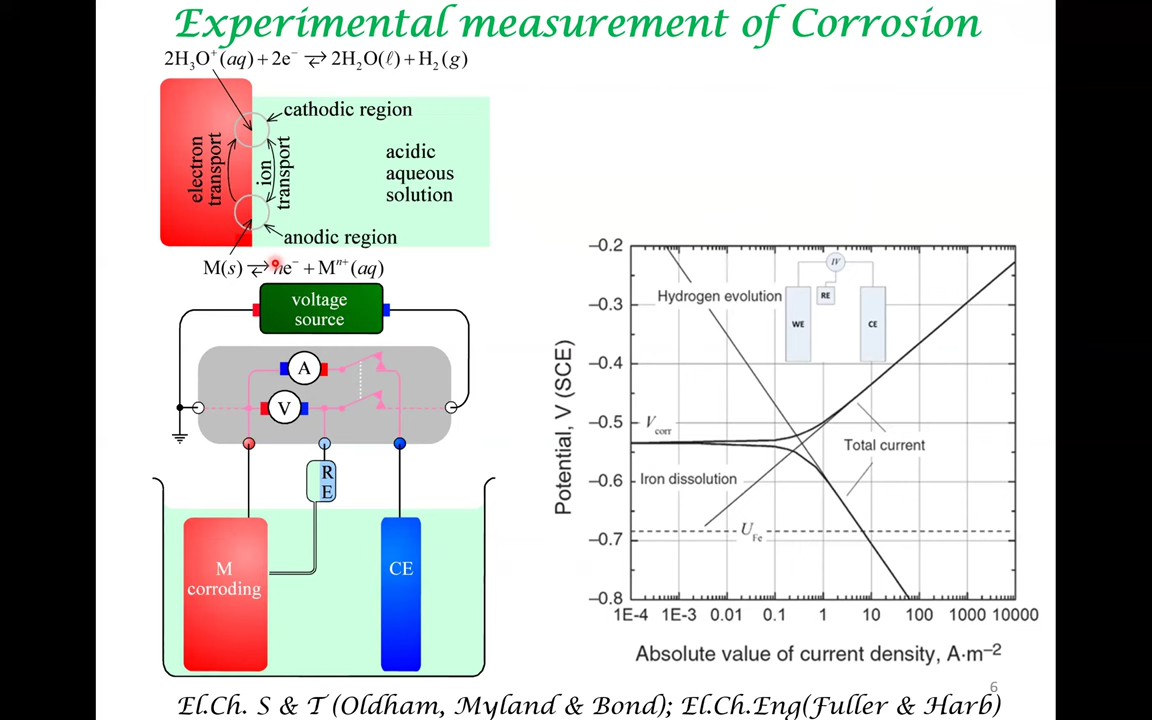 Experimental measurement of Corrosion
2H₃O⁺(aq) + 2e⁻ ⇄ 2H₂O(ℓ) + H₂(g)
cathodic region
electron
transport
ion
transport
acidic
aqueous
solution
anodic region
M(s) ⇄ ne⁻ + Mⁿ⁺(aq)
voltage
source
A
V
R
E
M
corroding
CE
Potential, V (SCE)
−0.2
−0.3
−0.4
−0.5
−0.6
−0.7
−0.8
Hydrogen evolution
IV
WE
RE
CE
V corr
Total current
Iron dissolution
U Fe
1E-4 1E-3 0.01 0.1 1 10 100 1000 10000
Absolute value of current density, A·m⁻²
6
El.Ch. S & T (Oldham, Myland & Bond); El.Ch.Eng(Fuller & Harb)